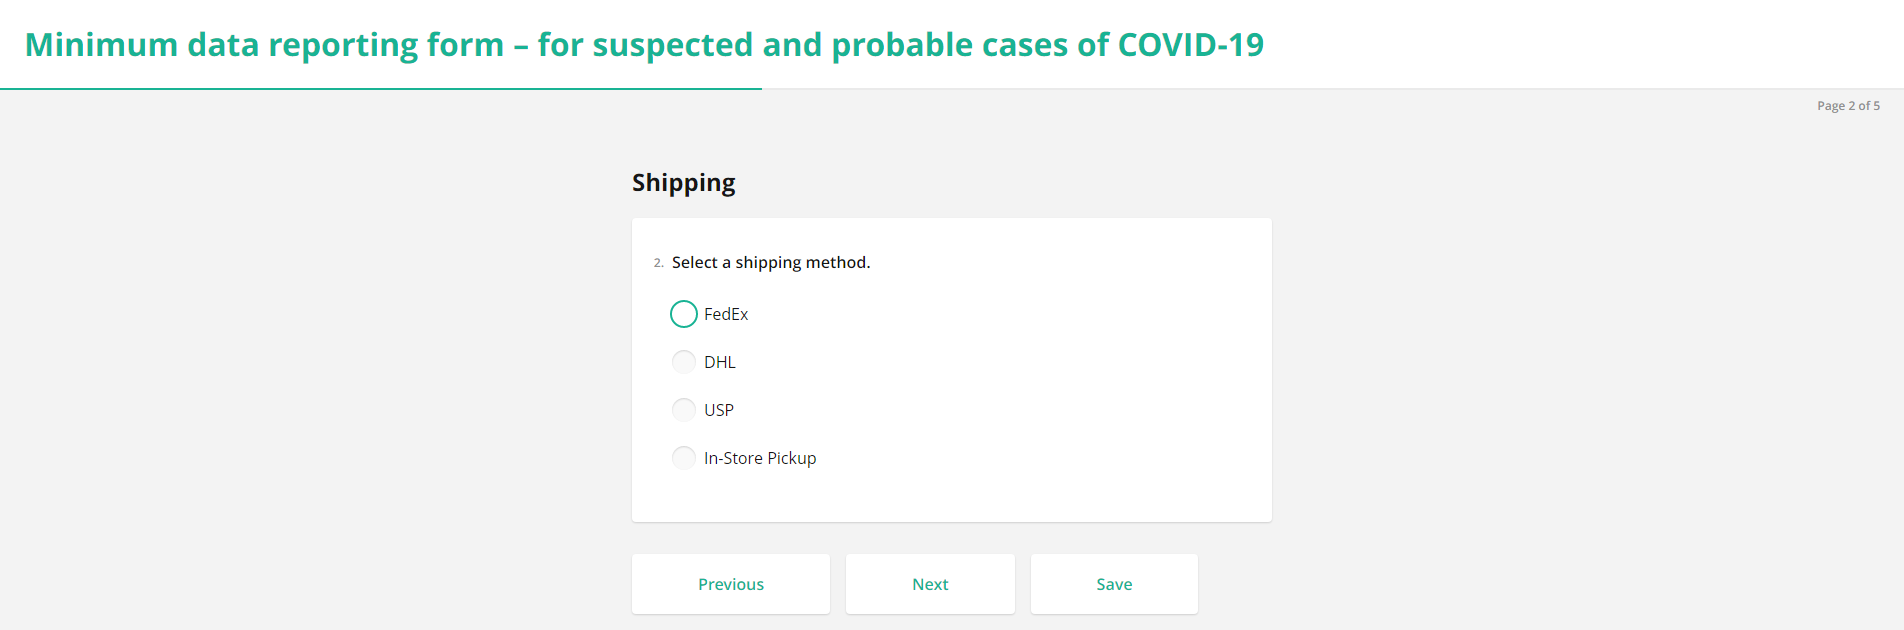 Minimum data reporting form – for suspected and probable cases of COVID-19
Page 2 of 5
Shipping
2. Select a shipping method.
FedEx
DHL
USP
In-Store Pickup
Previous Next Save